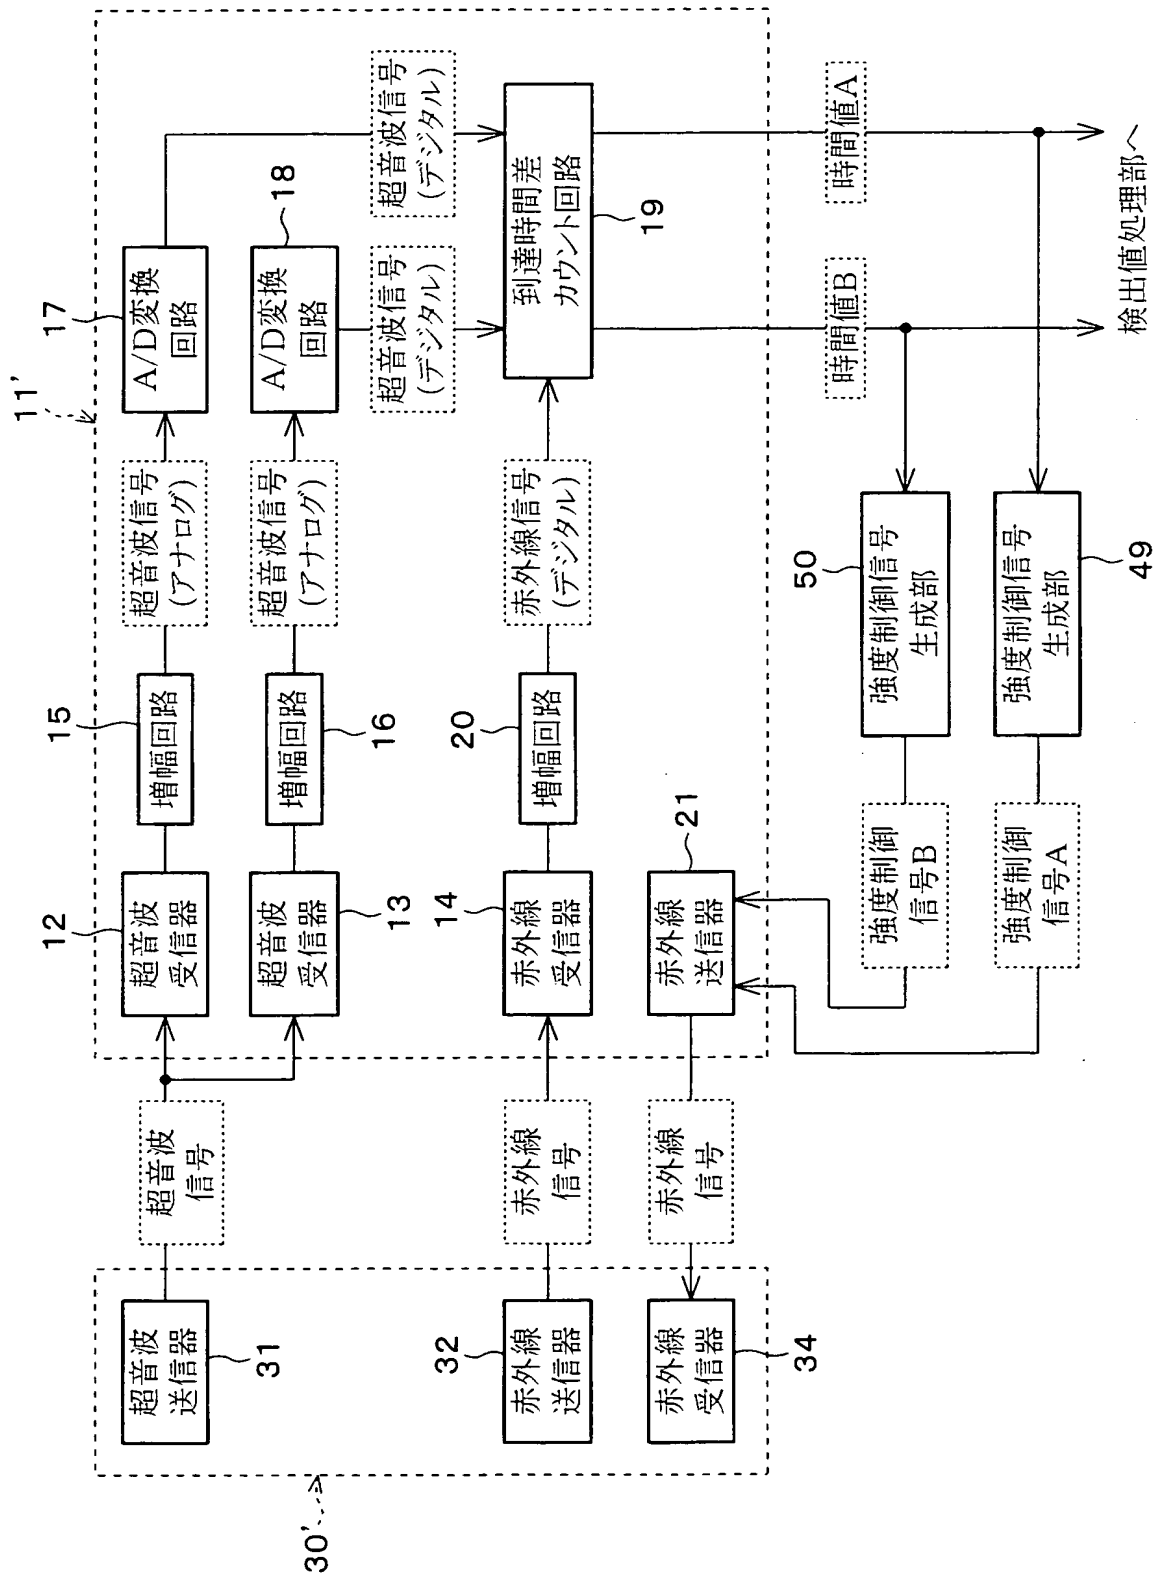 30'
超音波
送信器
31
赤外線
送信器
32
赤外線
受信器
34
超音波
信号
赤外線
信号
赤外線
信号
11'
12
超音波
受信器
超音波
受信器
13
14
赤外線
受信器
21
赤外線
送信器
15
増幅回路
増幅回路
16
20
増幅回路
超音波信号
(アナログ)
超音波信号
(アナログ)
赤外線信号
(デジタル)
17
A/D変換
回路
A/D変換
回路
18
超音波信号
(デジタル)
超音波信号
(デジタル)
到達時間差
カウント回路
19
時間値B
時間値A
検出値処理部へ
50
強度制御信号
生成部
強度制御信号
生成部
49
強度制御
信号B
強度制御
信号A